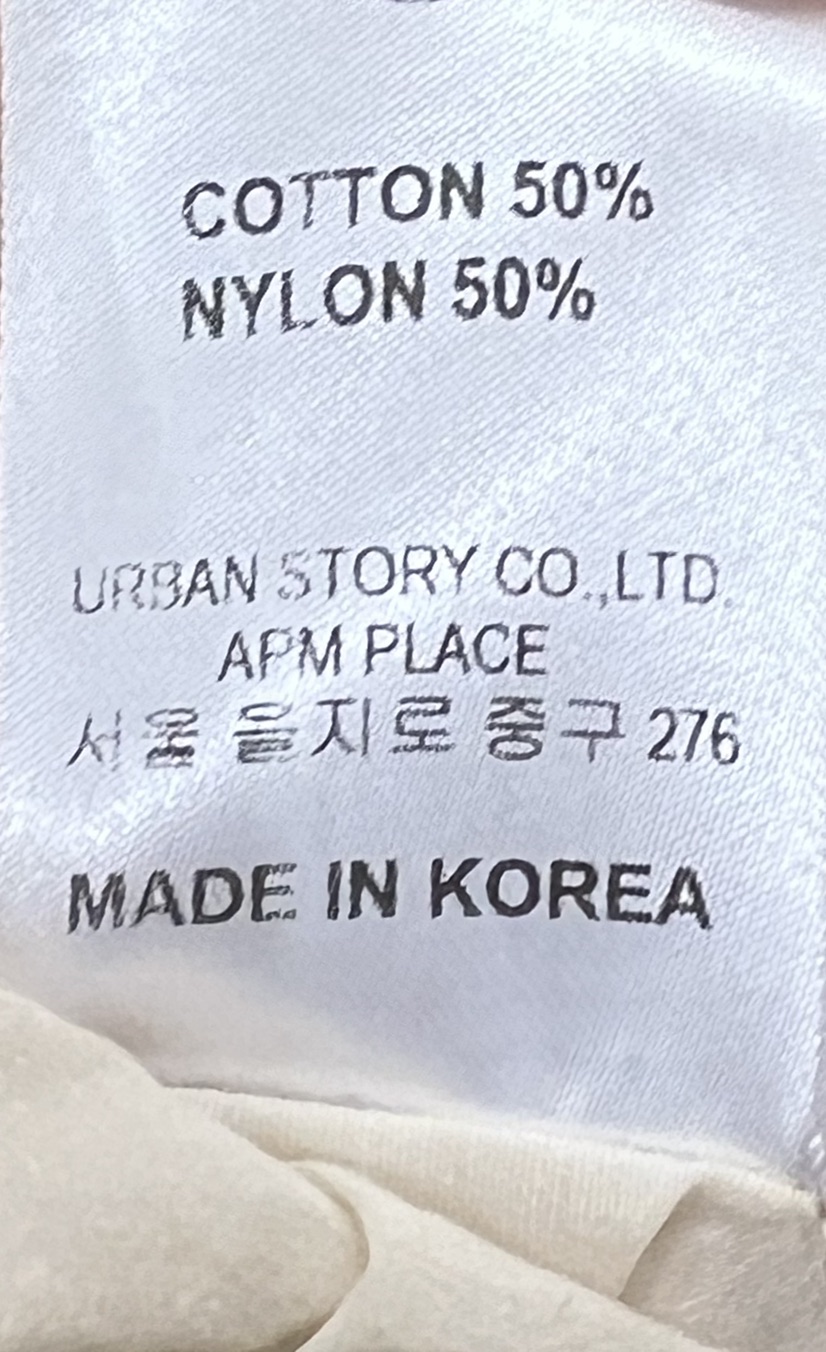 COTTON 50%
NYLON 50%
URBAN STORY CO.,LTD.
APM PLACE
서울 을지로 중구 276
MADE IN KOREA